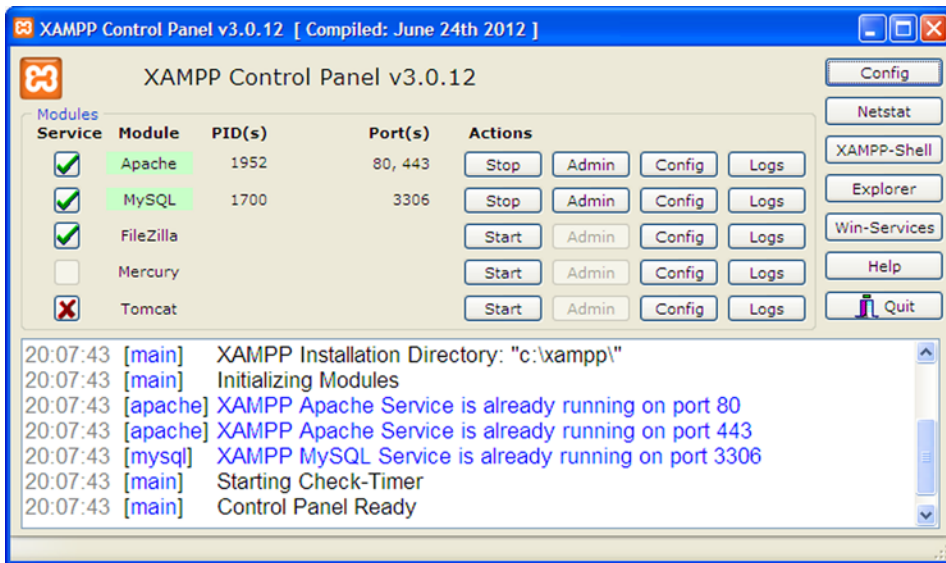 XAMPP Control Panel v3.0.12 [ Compiled: June 24th 2012 ]
XAMPP Control Panel v3.0.12
Config
Modules
Netstat
Service Module PID(s) Port(s) Actions
Apache 1952 80, 443 Stop Admin Config Logs
XAMPP-Shell
MySQL 1700 3306 Stop Admin Config Logs
Explorer
FileZilla Start Admin Config Logs
Win-Services
Mercury Start Admin Config Logs
Help
Tomcat Start Admin Config Logs
Quit
20:07:43 [main] XAMPP Installation Directory: "c:\xampp\"
20:07:43 [main] Initializing Modules
20:07:43 [apache] XAMPP Apache Service is already running on port 80
20:07:43 [apache] XAMPP Apache Service is already running on port 443
20:07:43 [mysql] XAMPP MySQL Service is already running on port 3306
20:07:43 [main] Starting Check-Timer
20:07:43 [main] Control Panel Ready